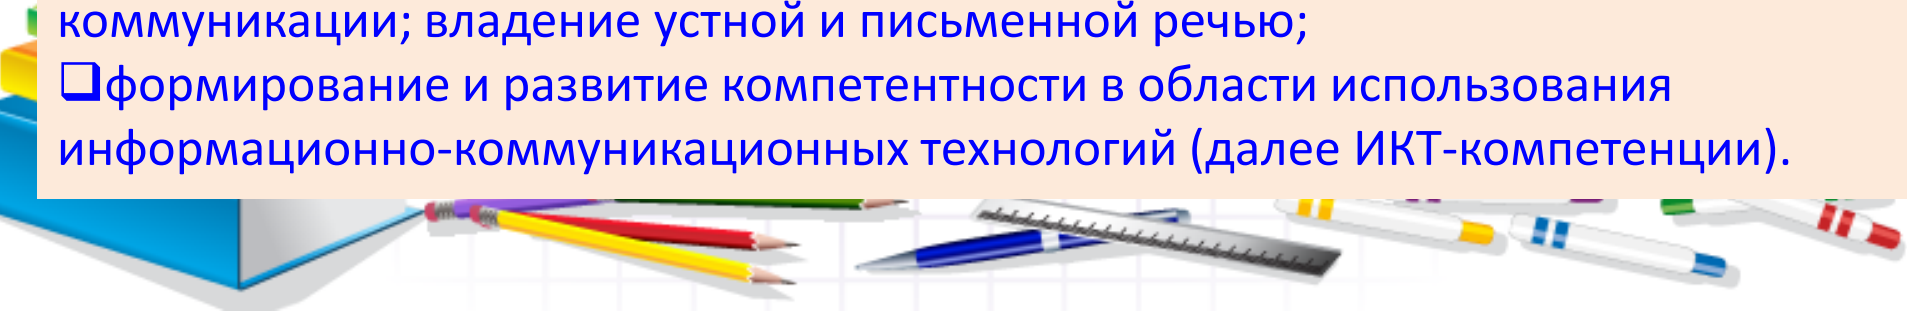 коммуникации; владение устной и письменной речью;
❑формирование и развитие компетентности в области использования
информационно-коммуникационных технологий (далее ИКТ-компетенции).